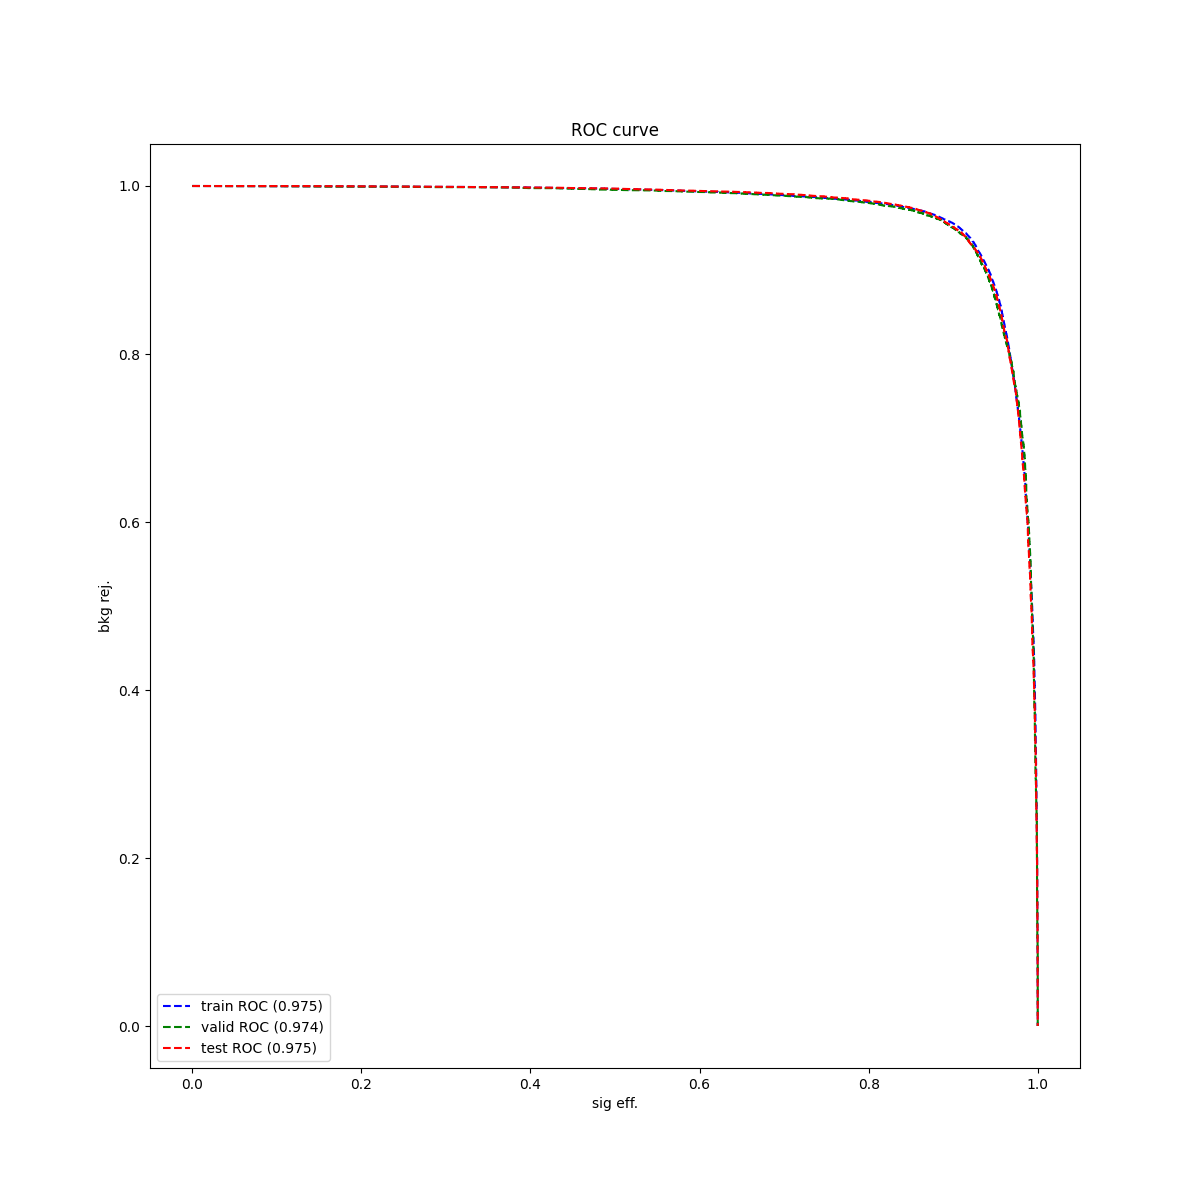 ROC curve
1.0
0.8
0.6
0.4
0.2
0.0
bkg rej.
train ROC (0.975)
valid ROC (0.974)
test ROC (0.975)
0.0 0.2 0.4 0.6 0.8 1.0
sig eff.